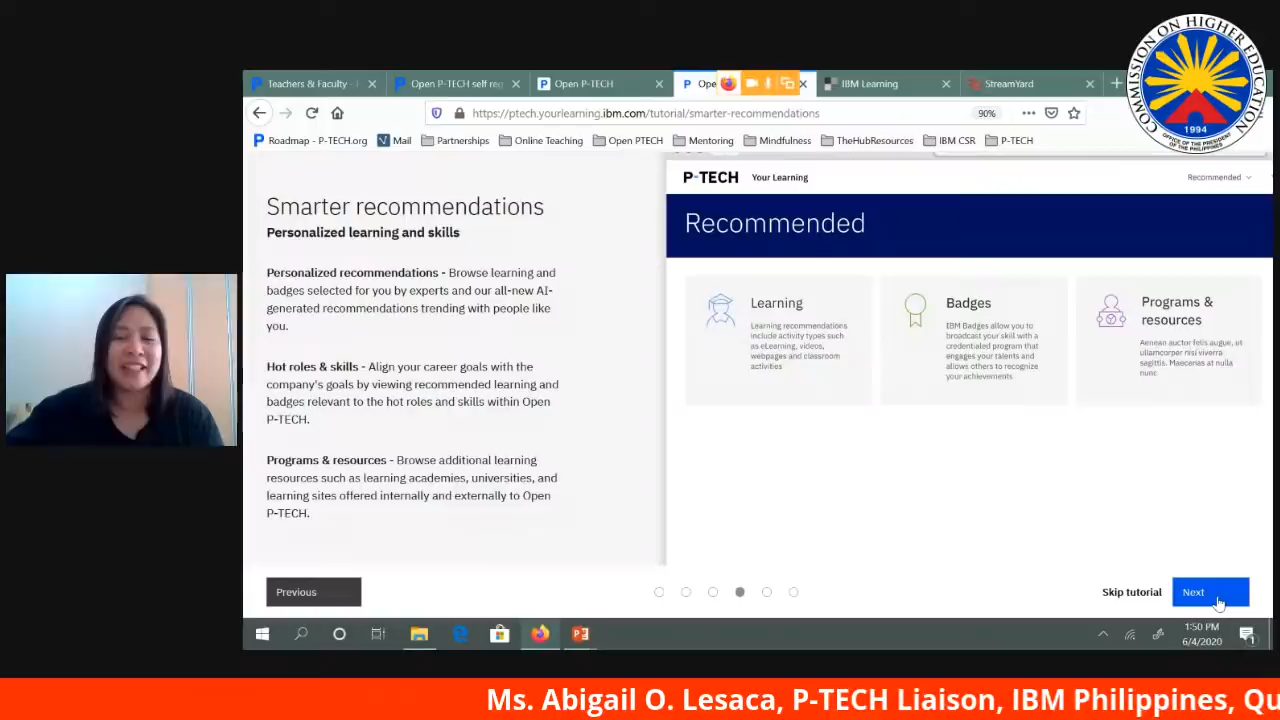 COMMISSION ON HIGHER EDUCATION
OFFICE OF THE PRESIDENT
OF THE PHILIPPINES
1994
Teachers & Faculty -
Open P-TECH self reg
Open P-TECH
Ope
IBM Learning
StreamYard
https://ptech.yourlearning.ibm.com/tutorial/smarter-recommendations
90%
Roadmap - P-TECH.org
Mail
Partnerships
Online Teaching
Open PTECH
Mentoring
Mindfulness
TheHubResources
IBM CSR
P-TECH
Smarter recommendations
Personalized learning and skills
Personalized recommendations - Browse learning and
badges selected for you by experts and our all-new AI-
generated recommendations trending with people like
you.
Hot roles & skills - Align your career goals with the
company's goals by viewing recommended learning and
badges relevant to the hot roles and skills within Open
P-TECH.
Programs & resources - Browse additional learning
resources such as learning academies, universities, and
learning sites offered internally and externally to Open
P-TECH.
P-TECH Your Learning
Recommended
Recommended
Learning
Learning recommendations
include activity types such
as eLearning, videos,
webpages and classroom
activities
Badges
IBM Badges allow you to
broadcast your skill with a
credentialed program that
engages your talents and
allows others to recognize
your achievements
Programs &
resources
Aenean auctor felis augue, ut
ullamcorper nisi viverra
sagittis. Maecenas at nulla
nunc
Previous
Skip tutorial
Next
1:50 PM
6/4/2020
1
Ms. Abigail O. Lesaca, P-TECH Liaison, IBM Philippines, Qu